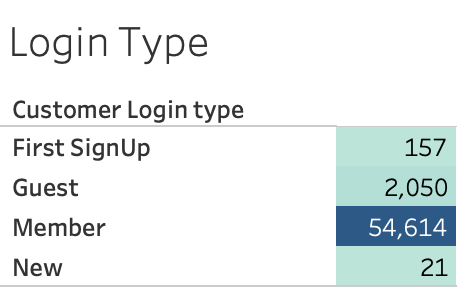 Login Type
Customer Login type
First SignUp 157
Guest 2,050
Member 54,614
New 21